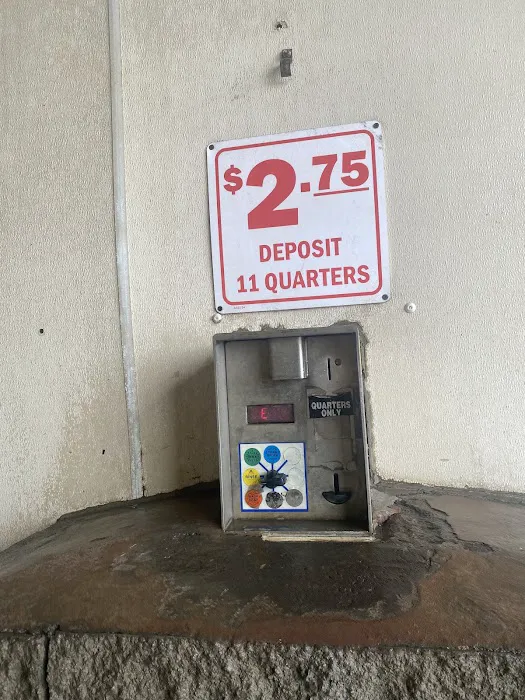 $2.75
DEPOSIT
11 QUARTERS
QUARTERS
ONLY
E